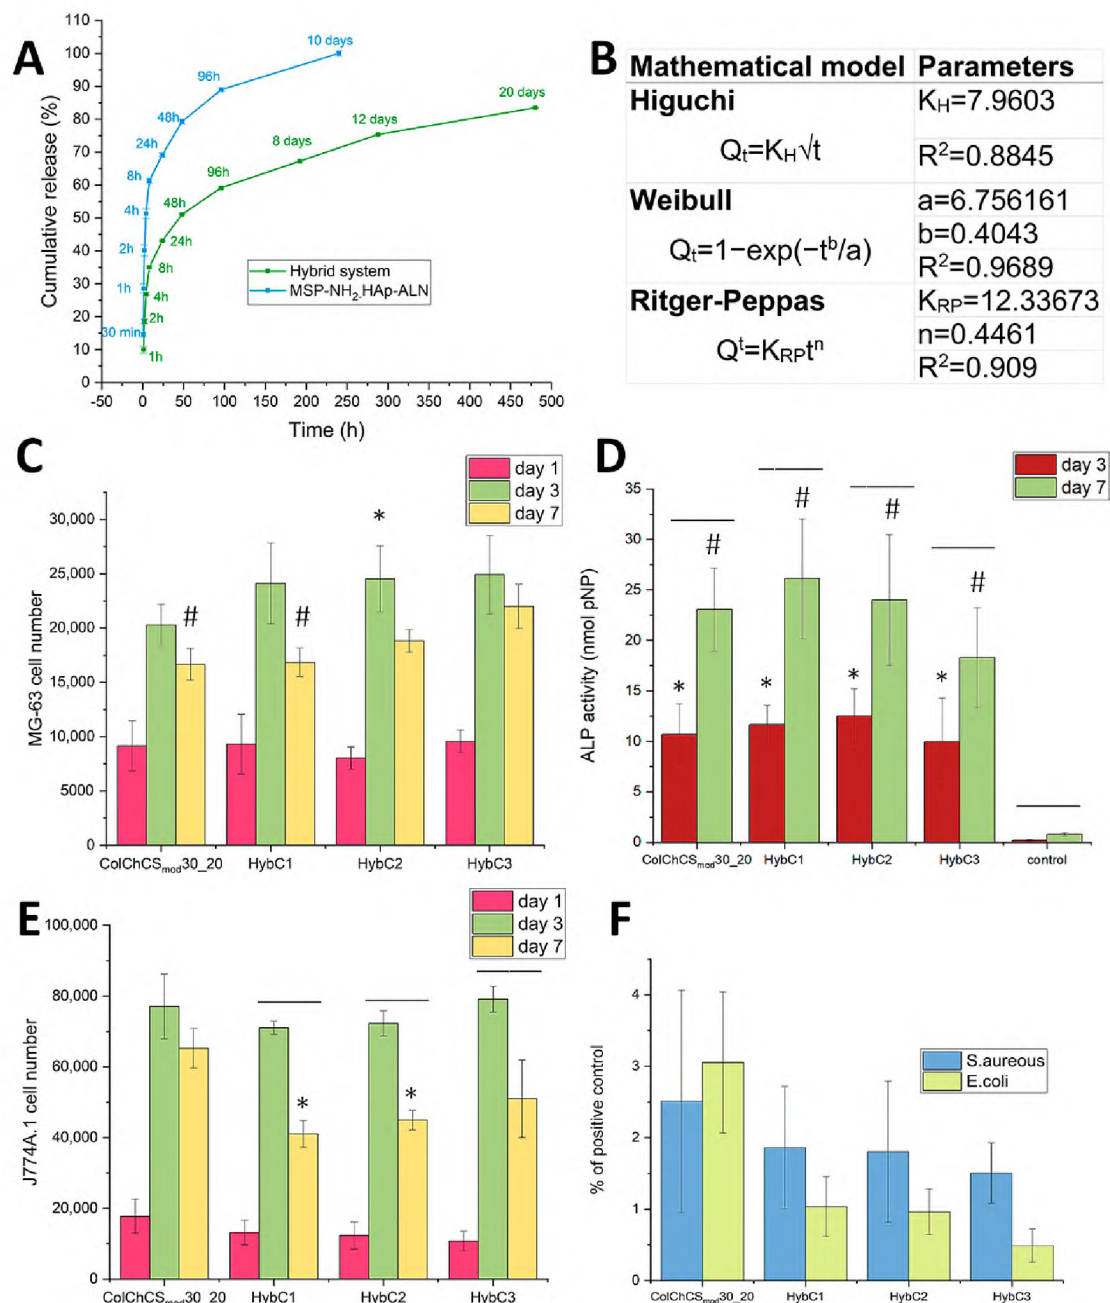 A
110
100
90
80
70
60
50
40
30
20
10
0
Cumulative release (%)
10 days
96h
48h
24h
8h
4h
2h
1h
30 min
20 days
12 days
8 days
96h
48h
24h
8h
4h
2h
1h
Hybrid system
MSP-NH2-HAp-ALN
-50 0 50 100 150 200 250 300 350 400 450 500
Time (h)
B
Mathematical model Parameters
Higuchi KH=7.9603
Qt=KH√t
R2=0.8845
Weibull a=6.756161
Qt=1−exp(−t^b/a)
b=0.4043
R2=0.9689
Ritger-Peppas KRP=12.33673
Q^t=KRPt^n
n=0.4461
R2=0.909
C
day 1
day 3
day 7
30,000
25,000
20,000
15,000
10,000
5000
0
MG-63 cell number
#
#
*
ColChCSmod30_20 HybC1 HybC2 HybC3
D
day 3
day 7
35
30
25
20
15
10
5
0
ALP activity (nmol pNP)
* # * # * # * #
ColChCSmod30_20 HybC1 HybC2 HybC3 control
E
day 1
day 3
day 7
100,000
80,000
60,000
40,000
20,000
0
J774A.1 cell number
* *
ColChCSmod30_20 HybC1 HybC2 HybC3
F
4
3
2
1
0
% of positive control
S.aureous
E.coli
ColChCSmod30_20 HybC1 HybC2 HybC3